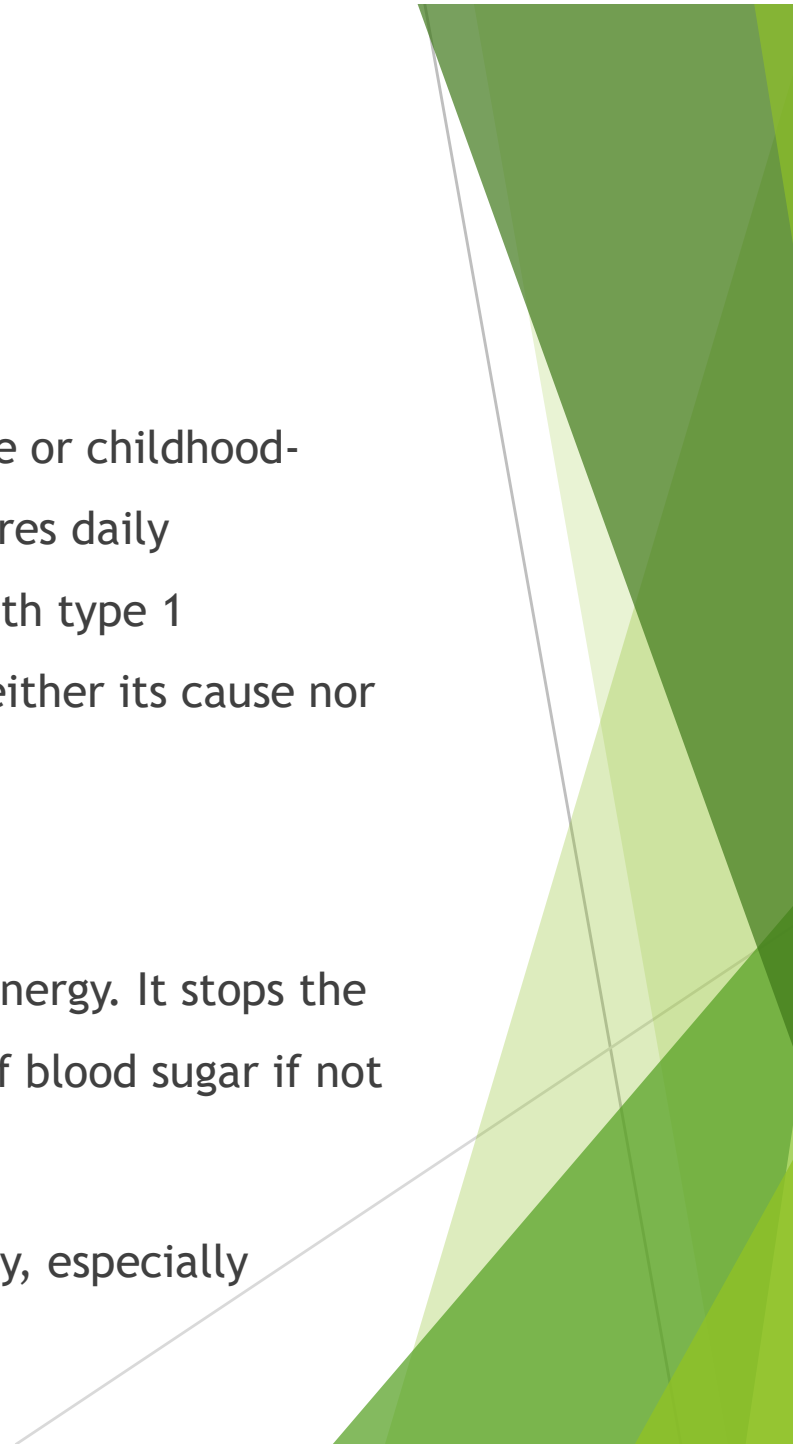 e or childhood-
res daily
th type 1
either its cause nor
nergy. It stops the
f blood sugar if not
y, especially